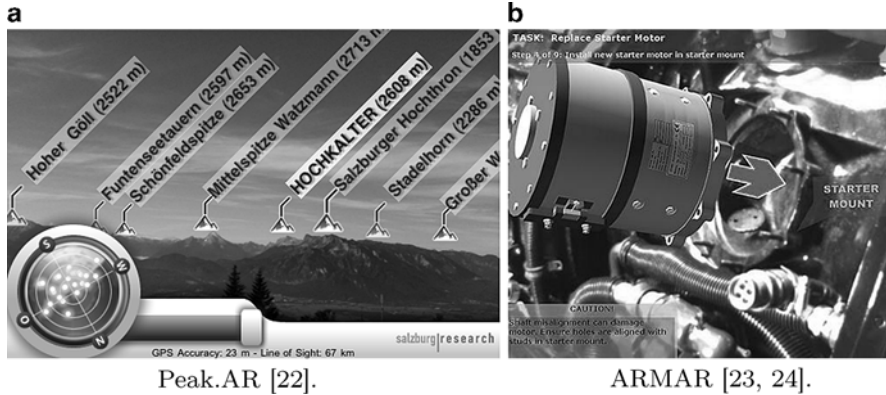 a
Hoher Göll (2522 m)
Funtenseetauern (2597 m)
Schönfeldspitze (2653 m)
Mittelspitze Watzmann (2713 m)
HOCHKALTER (2608 m)
Salzburger Hochthron (1853
Stadelhorn (2286 m)
Großer W
S
W
O
N
GPS Accuracy: 23 m - Line of Sight: 67 km
salzburg|research
Peak.AR [22].
b
TASK: Replace Starter Motor
Step of 9: Install new starter motor in starter mount
STARTER
MOUNT
CAUTION!
Shaft misalignment can damage
motor. Ensure holes are aligned with
studs in starter mount.
ARMAR [23, 24].